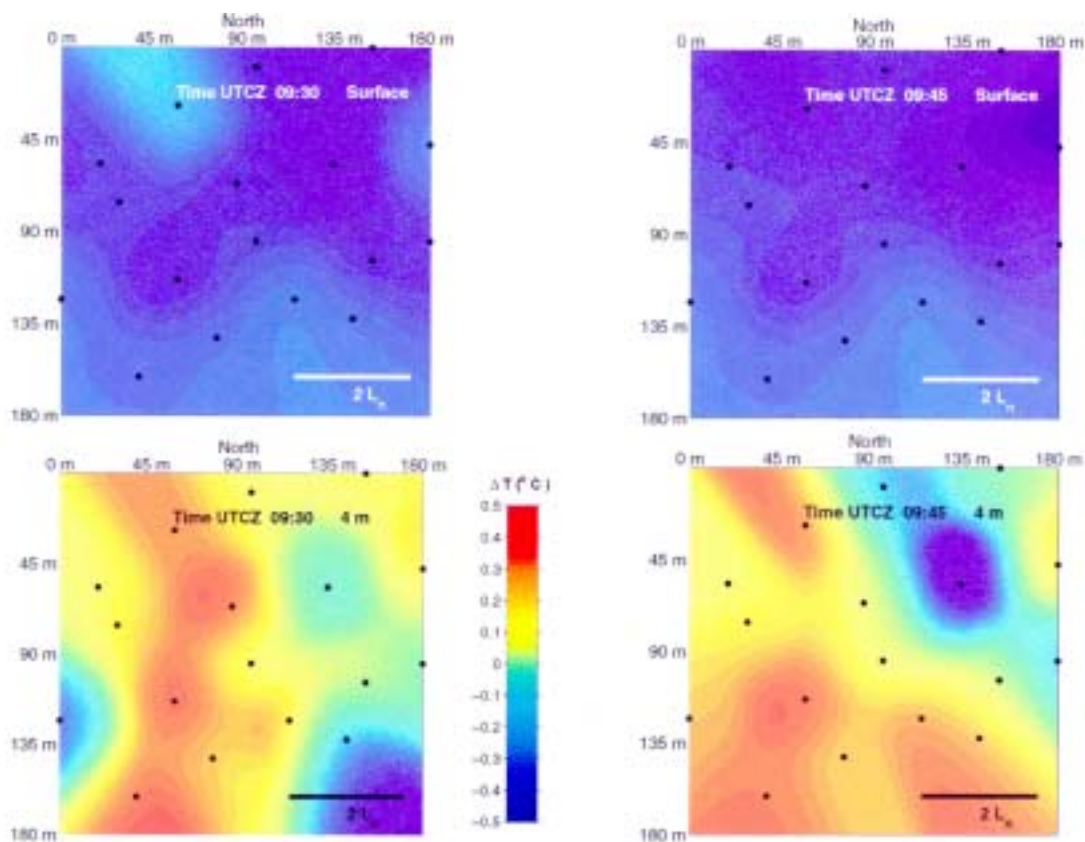 North
0 m 45 m 90 m 135 m 180 m
Time UTCZ 09:30 Surface
45 m
90 m
135 m
180 m
2 Ln
North
0 m 45 m 90 m 135 m 180 m
Time UTCZ 09:45 Surface
45 m
90 m
135 m
180 m
2 Ln
North
0 m 45 m 90 m 135 m 180 m
Time UTCZ 09:30 4 m
45 m
90 m
135 m
180 m
2 Ln
Δ T (° C)
0.5
0.4
0.3
0.2
0.1
0
−0.1
−0.2
−0.3
−0.4
−0.5
North
0 m 45 m 90 m 135 m 180 m
Time UTCZ 09:45 4 m
45 m
90 m
135 m
180 m
2 Ln